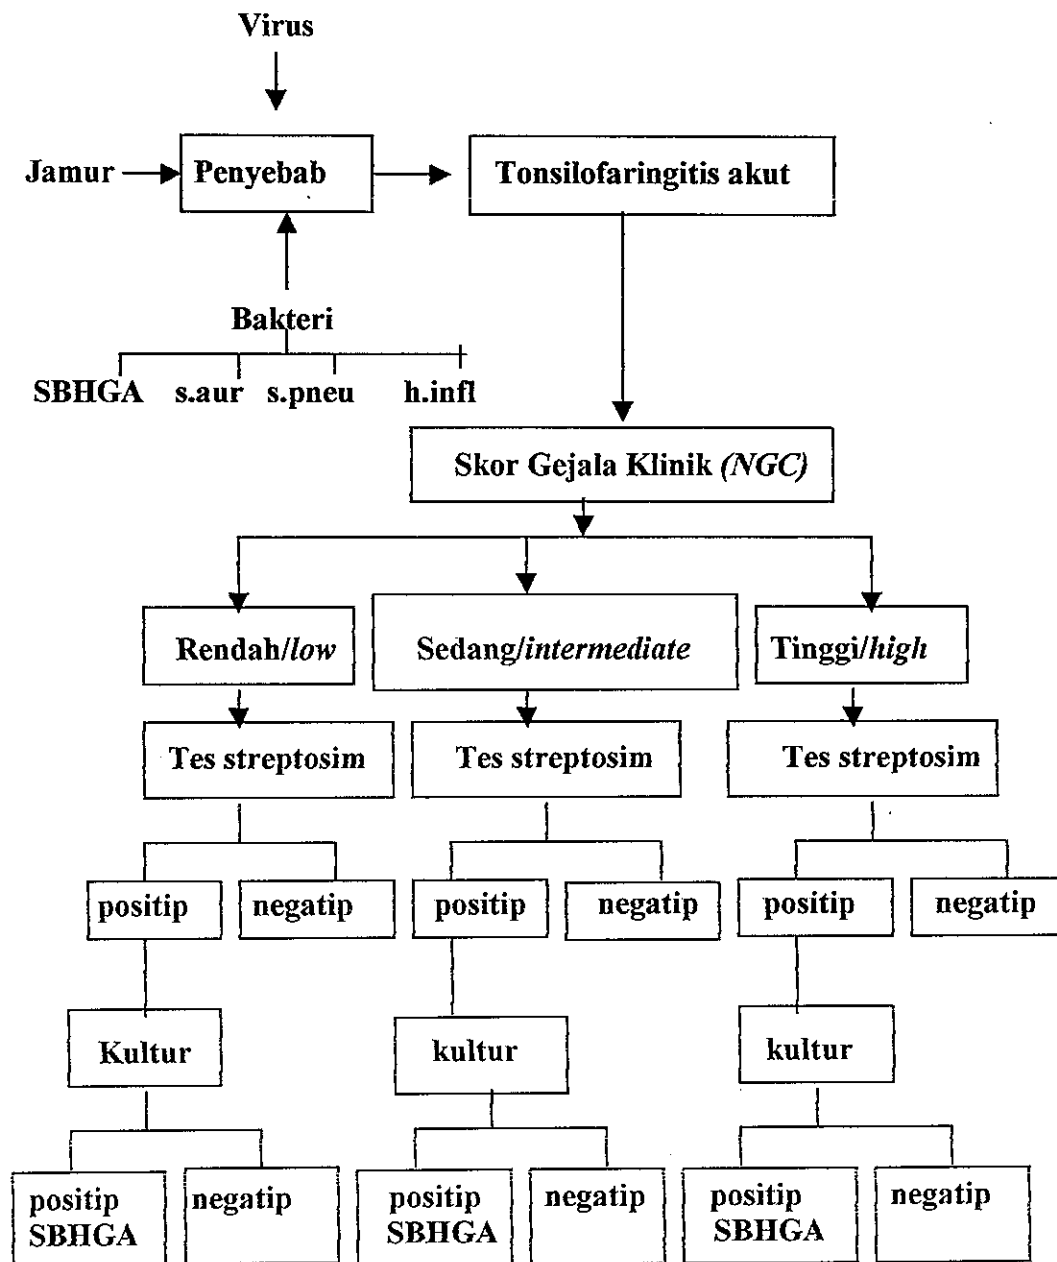 Virus
Jamur
Penyebab
Tonsilofaringitis akut
Bakteri
SBHGA s.aur s.pneu h.infl
Skor Gejala Klinik (NGC)
Rendah/low
Sedang/intermediate
Tinggi/high
Tes streptosim
Tes streptosim
Tes streptosim
positip
negatip
positip
negatip
positip
negatip
Kultur
kultur
kultur
positip
SBHGA
negatip
positip
SBHGA
negatip
positip
SBHGA
negatip